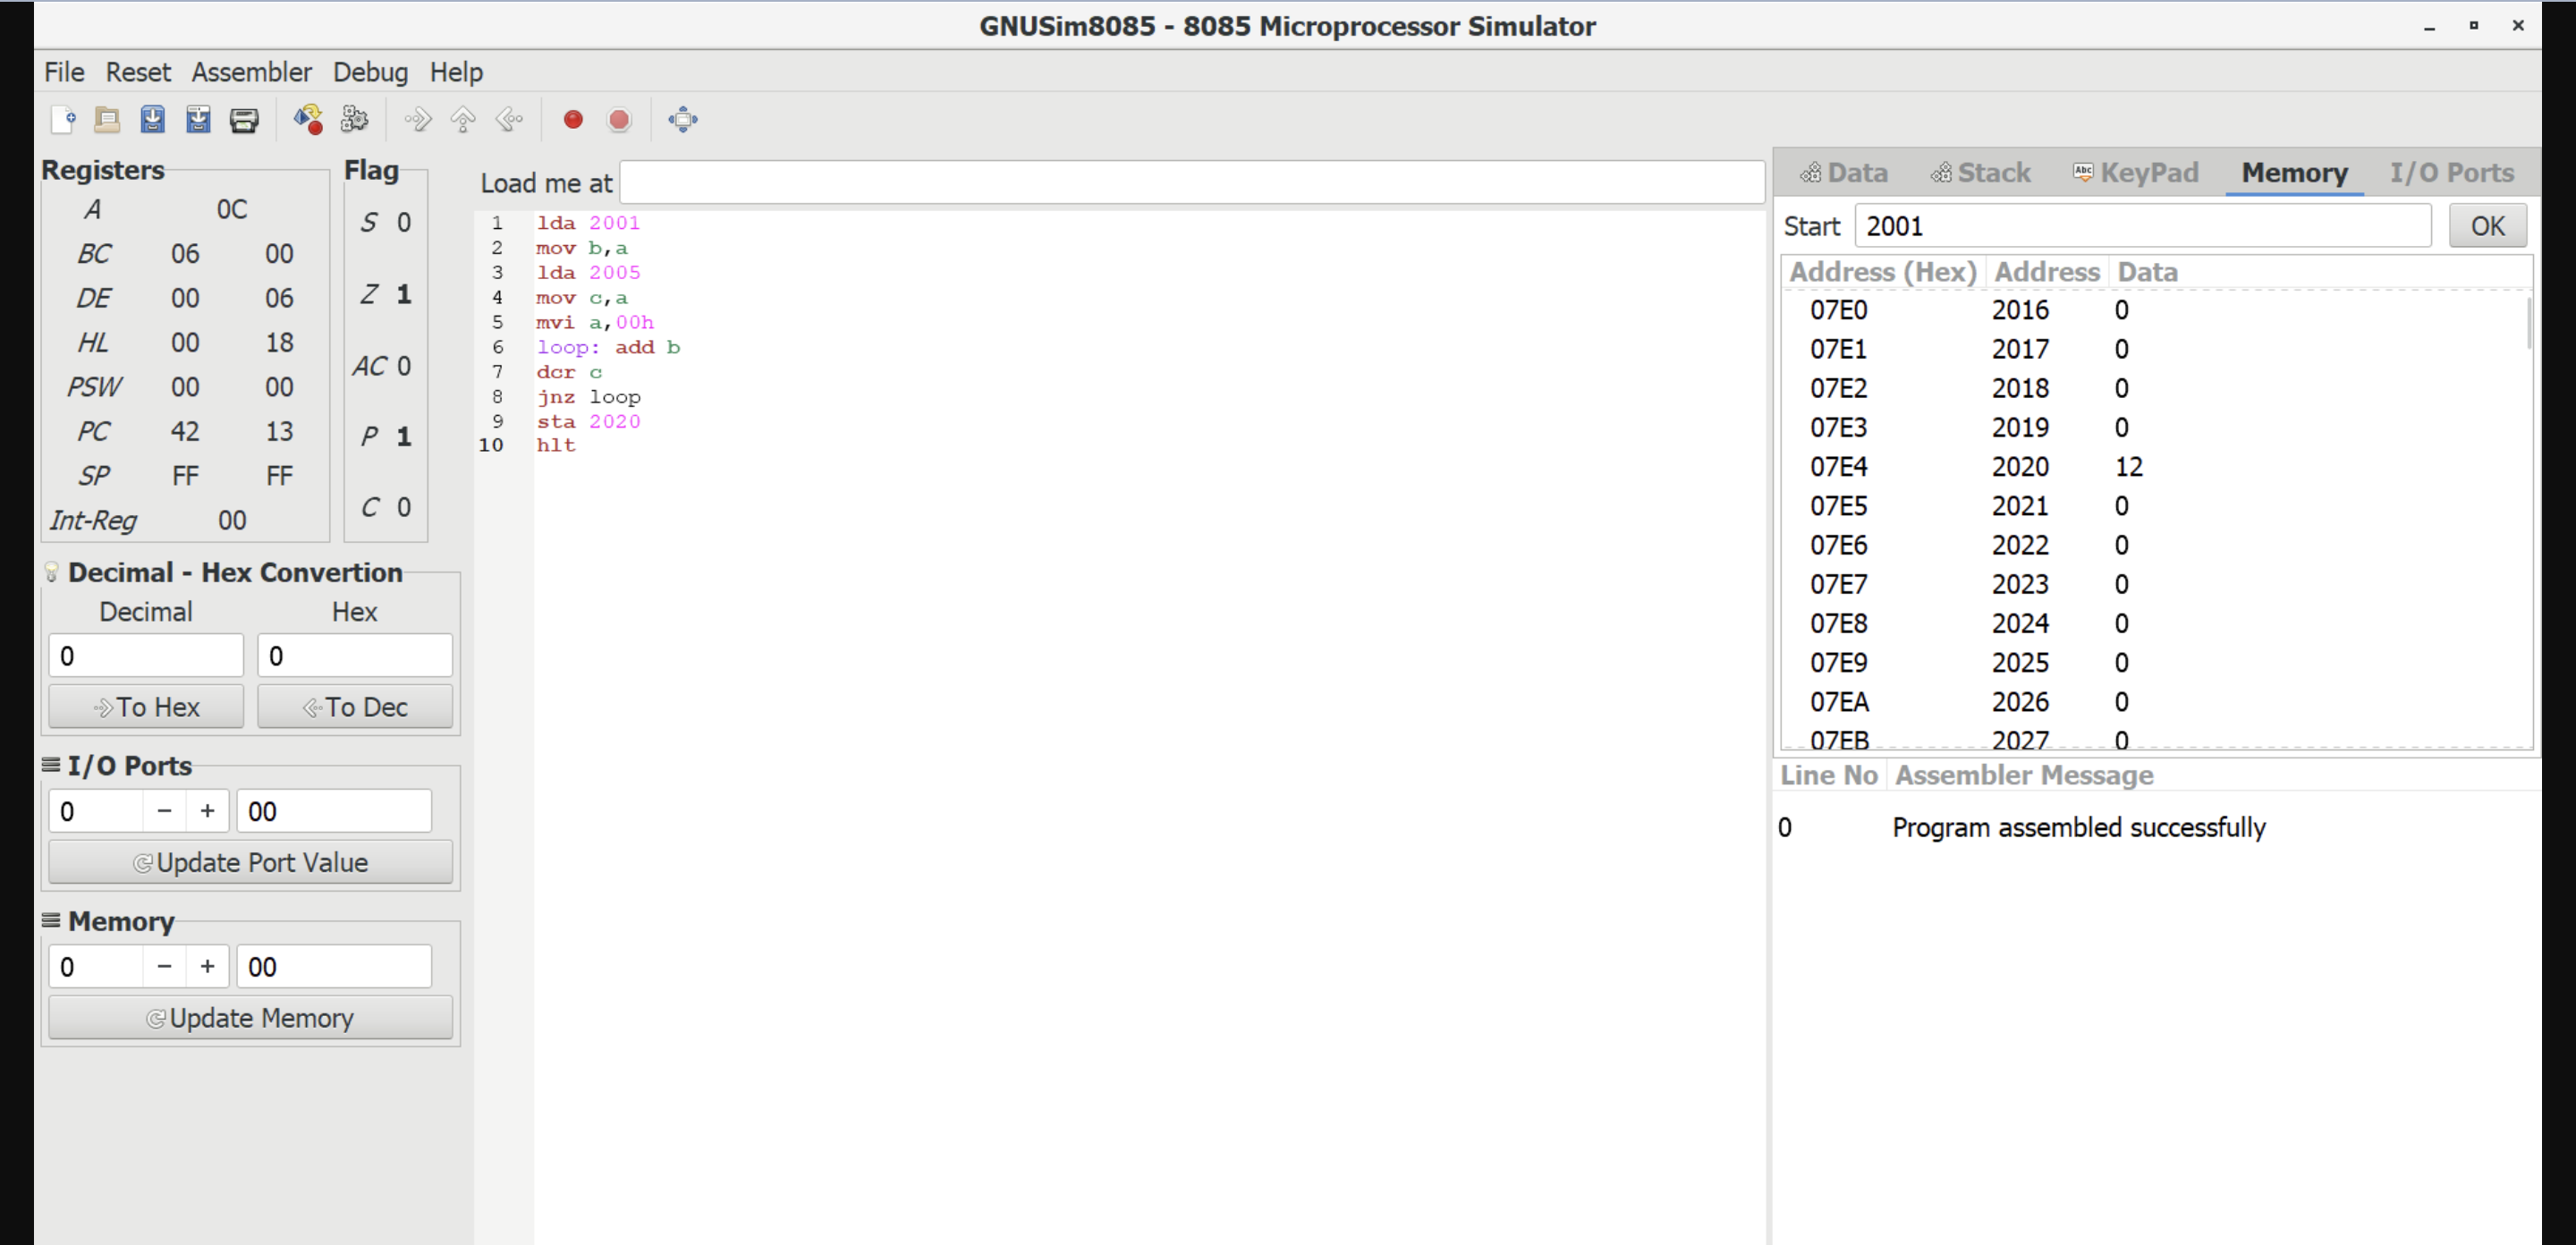 GNUSim8085 - 8085 Microprocessor Simulator
File Reset Assembler Debug Help
Registers
A 0C
BC 06 00
DE 00 06
HL 00 18
PSW 00 00
PC 42 13
SP FF FF
Int-Reg 00
Flag
S 0
Z 1
AC 0
P 1
C 0
Decimal - Hex Convertion
Decimal Hex
0 0
To Hex To Dec
I/O Ports
0 − + 00
Update Port Value
Memory
0 − + 00
Update Memory
Load me at
1 lda 2001
2 mov b,a
3 lda 2005
4 mov c,a
5 mvi a,00h
6 loop: add b
7 dcr c
8 jnz loop
9 sta 2020
10 hlt
Data Stack Abc KeyPad Memory I/O Ports
Start 2001 OK
Address (Hex) Address Data
07E0 2016 0
07E1 2017 0
07E2 2018 0
07E3 2019 0
07E4 2020 12
07E5 2021 0
07E6 2022 0
07E7 2023 0
07E8 2024 0
07E9 2025 0
07EA 2026 0
07EB 2027 0
Line No Assembler Message
0 Program assembled successfully